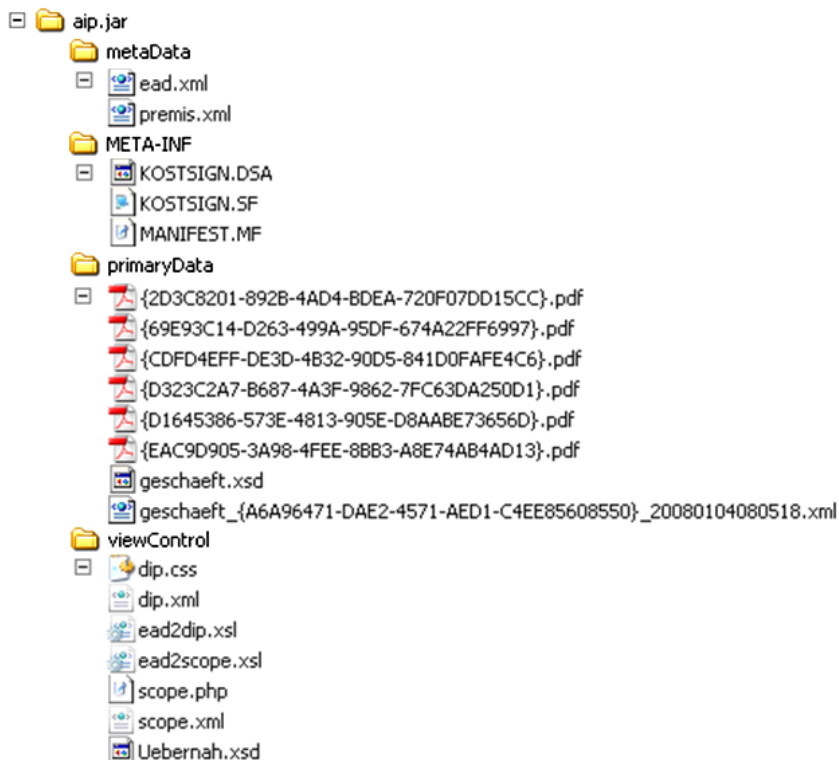 aip.jar
metaData
ead.xml
premis.xml
META-INF
KOSTSIGN.DSA
KOSTSIGN.SF
MANIFEST.MF
primaryData
{2D3C8201-892B-4AD4-BDEA-720F07DD15CC}.pdf
{69E93C14-D263-499A-95DF-674A22FF6997}.pdf
{CDFD4EFF-DE3D-4B32-90D5-841D0FAFE4C6}.pdf
{D323C2A7-B687-4A3F-9862-7FC63DA250D1}.pdf
{D1645386-573E-4813-905E-D8AABE73656D}.pdf
{EAC9D905-3A98-4FEE-8BB3-A8E74AB4AD13}.pdf
geschaeft.xsd
geschaeft_{A6A96471-DAE2-4571-AED1-C4EE85608550}_20080104080518.xml
viewControl
dip.css
dip.xml
ead2dip.xsl
ead2scope.xsl
scope.php
scope.xml
Uebernah.xsd